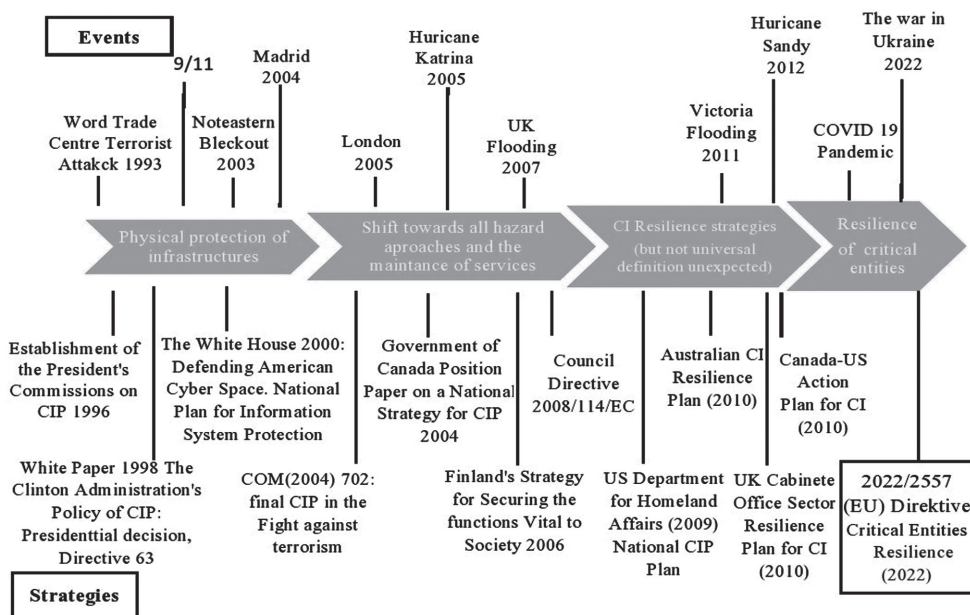 Events
Word Trade
Centre Terrorist
Attakck 1993
9/11
Noteastern
Bleckout
2003
Madrid
2004
London
2005
Huricane
Katrina
2005
UK
Flooding
2007
Victoria
Flooding
2011
Huricane
Sandy
2012
COVID 19
Pandemic
The war in
Ukraine
2022
Physical protection of
infrastructures
Shift towards all hazard
aproaches and the
maintance of services
CI Resilience strategies
(but not universal
definition unexpected)
Resilience
of critical
entities
Establishment of
the President's
Commissions on
CIP 1996
White Paper 1998 The
Clinton Administration's
Policy of CIP:
Presidenttial decision,
Directive 63
The White House 2000:
Defending American
Cyber Space. National
Plan for Information
System Protection
COM(2004) 702:
final CIP in the
Fight against
terrorism
Government of
Canada Position
Paper on a National
Strategy for CIP
2004
Finland's Strategy
for Securing the
functions Vital to
Society 2006
Council
Directive
2008/114/EC
US Department
for Homeland
Affairs (2009)
National CIP
Plan
Australian CI
Resilience
Plan (2010)
UK Cabinete
Office Sector
Resilience
Plan for CI
(2010)
Canada-US
Action
Plan for CI
(2010)
2022/2557
(EU) Direktive
Critical Entities
Resilience
(2022)
Strategies